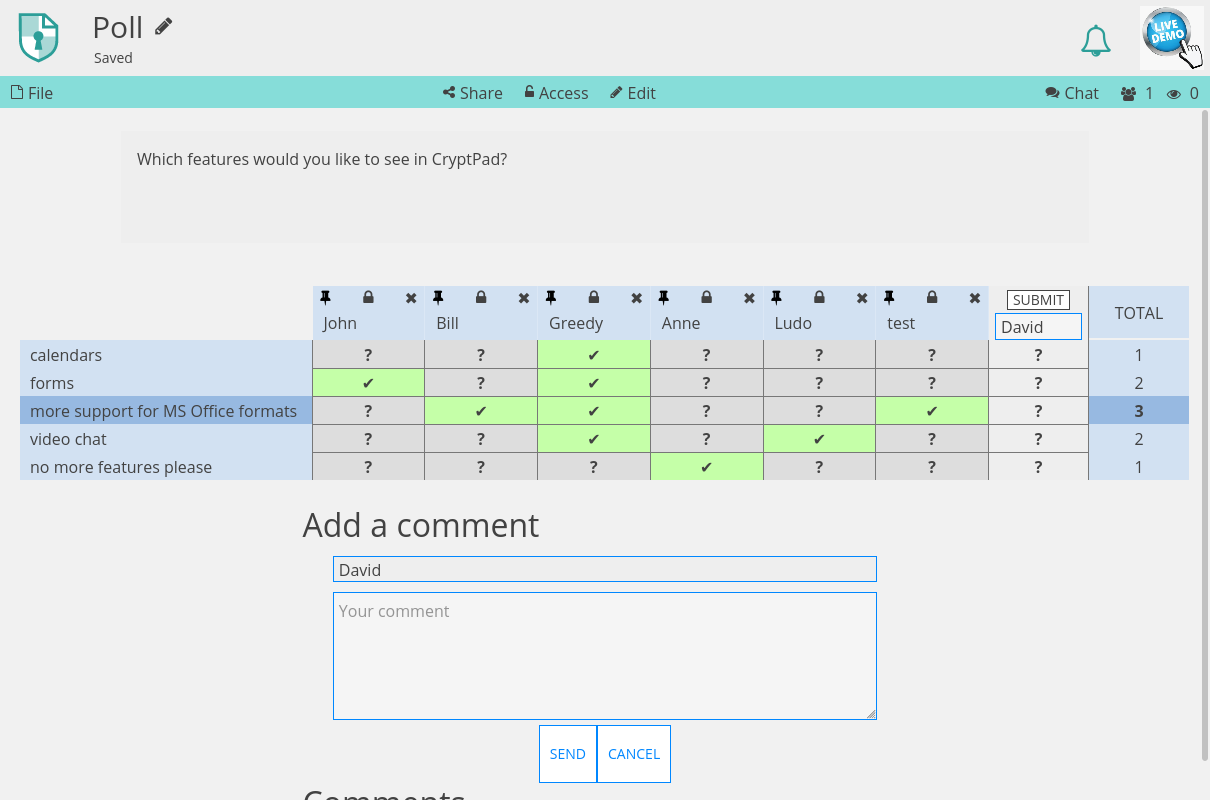 Poll
Saved
LIVE DEMO
File Share Access Edit Chat 1 0
Which features would you like to see in CryptPad?
SUBMIT
John Bill Greedy Anne Ludo test David TOTAL
calendars ? ? ✔ ? ? ? ? 1
forms ✔ ? ✔ ? ? ? ? 2
more support for MS Office formats ? ✔ ✔ ? ? ✔ ? 3
video chat ? ? ✔ ? ✔ ? ? 2
no more features please ? ? ? ✔ ? ? ? 1
Add a comment
David
Your comment
SEND CANCEL
Comments